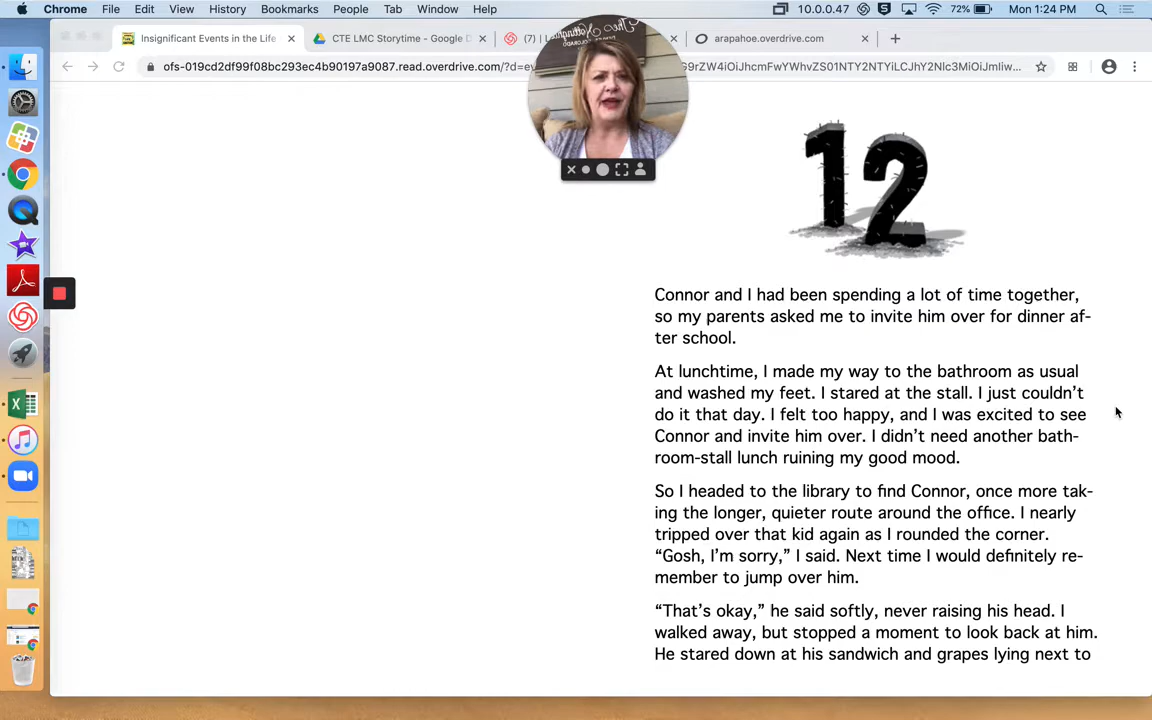 Chrome File Edit View History Bookmarks People Tab Window Help 10.0.0.47 72% Mon 1:24 PM
Insignificant Events in the Life CTE LMC Storytime - Google D (7) | L arapahoe.overdrive.com
ofs-019cd2df99f08bc293ec4b90197a9087.read.overdrive.com/?d=e
12
Connor and I had been spending a lot of time together,
so my parents asked me to invite him over for dinner af-
ter school.
At lunchtime, I made my way to the bathroom as usual
and washed my feet. I stared at the stall. I just couldn't
do it that day. I felt too happy, and I was excited to see
Connor and invite him over. I didn't need another bath-
room-stall lunch ruining my good mood.
So I headed to the library to find Connor, once more tak-
ing the longer, quieter route around the office. I nearly
tripped over that kid again as I rounded the corner.
“Gosh, I'm sorry,” I said. Next time I would definitely re-
member to jump over him.
“That's okay,” he said softly, never raising his head. I
walked away, but stopped a moment to look back at him.
He stared down at his sandwich and grapes lying next to